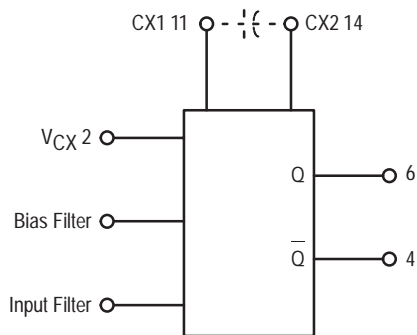 CX1 11
CX2 14
VCX 2
Q 6
Bias Filter
Q̅ 4
Input Filter